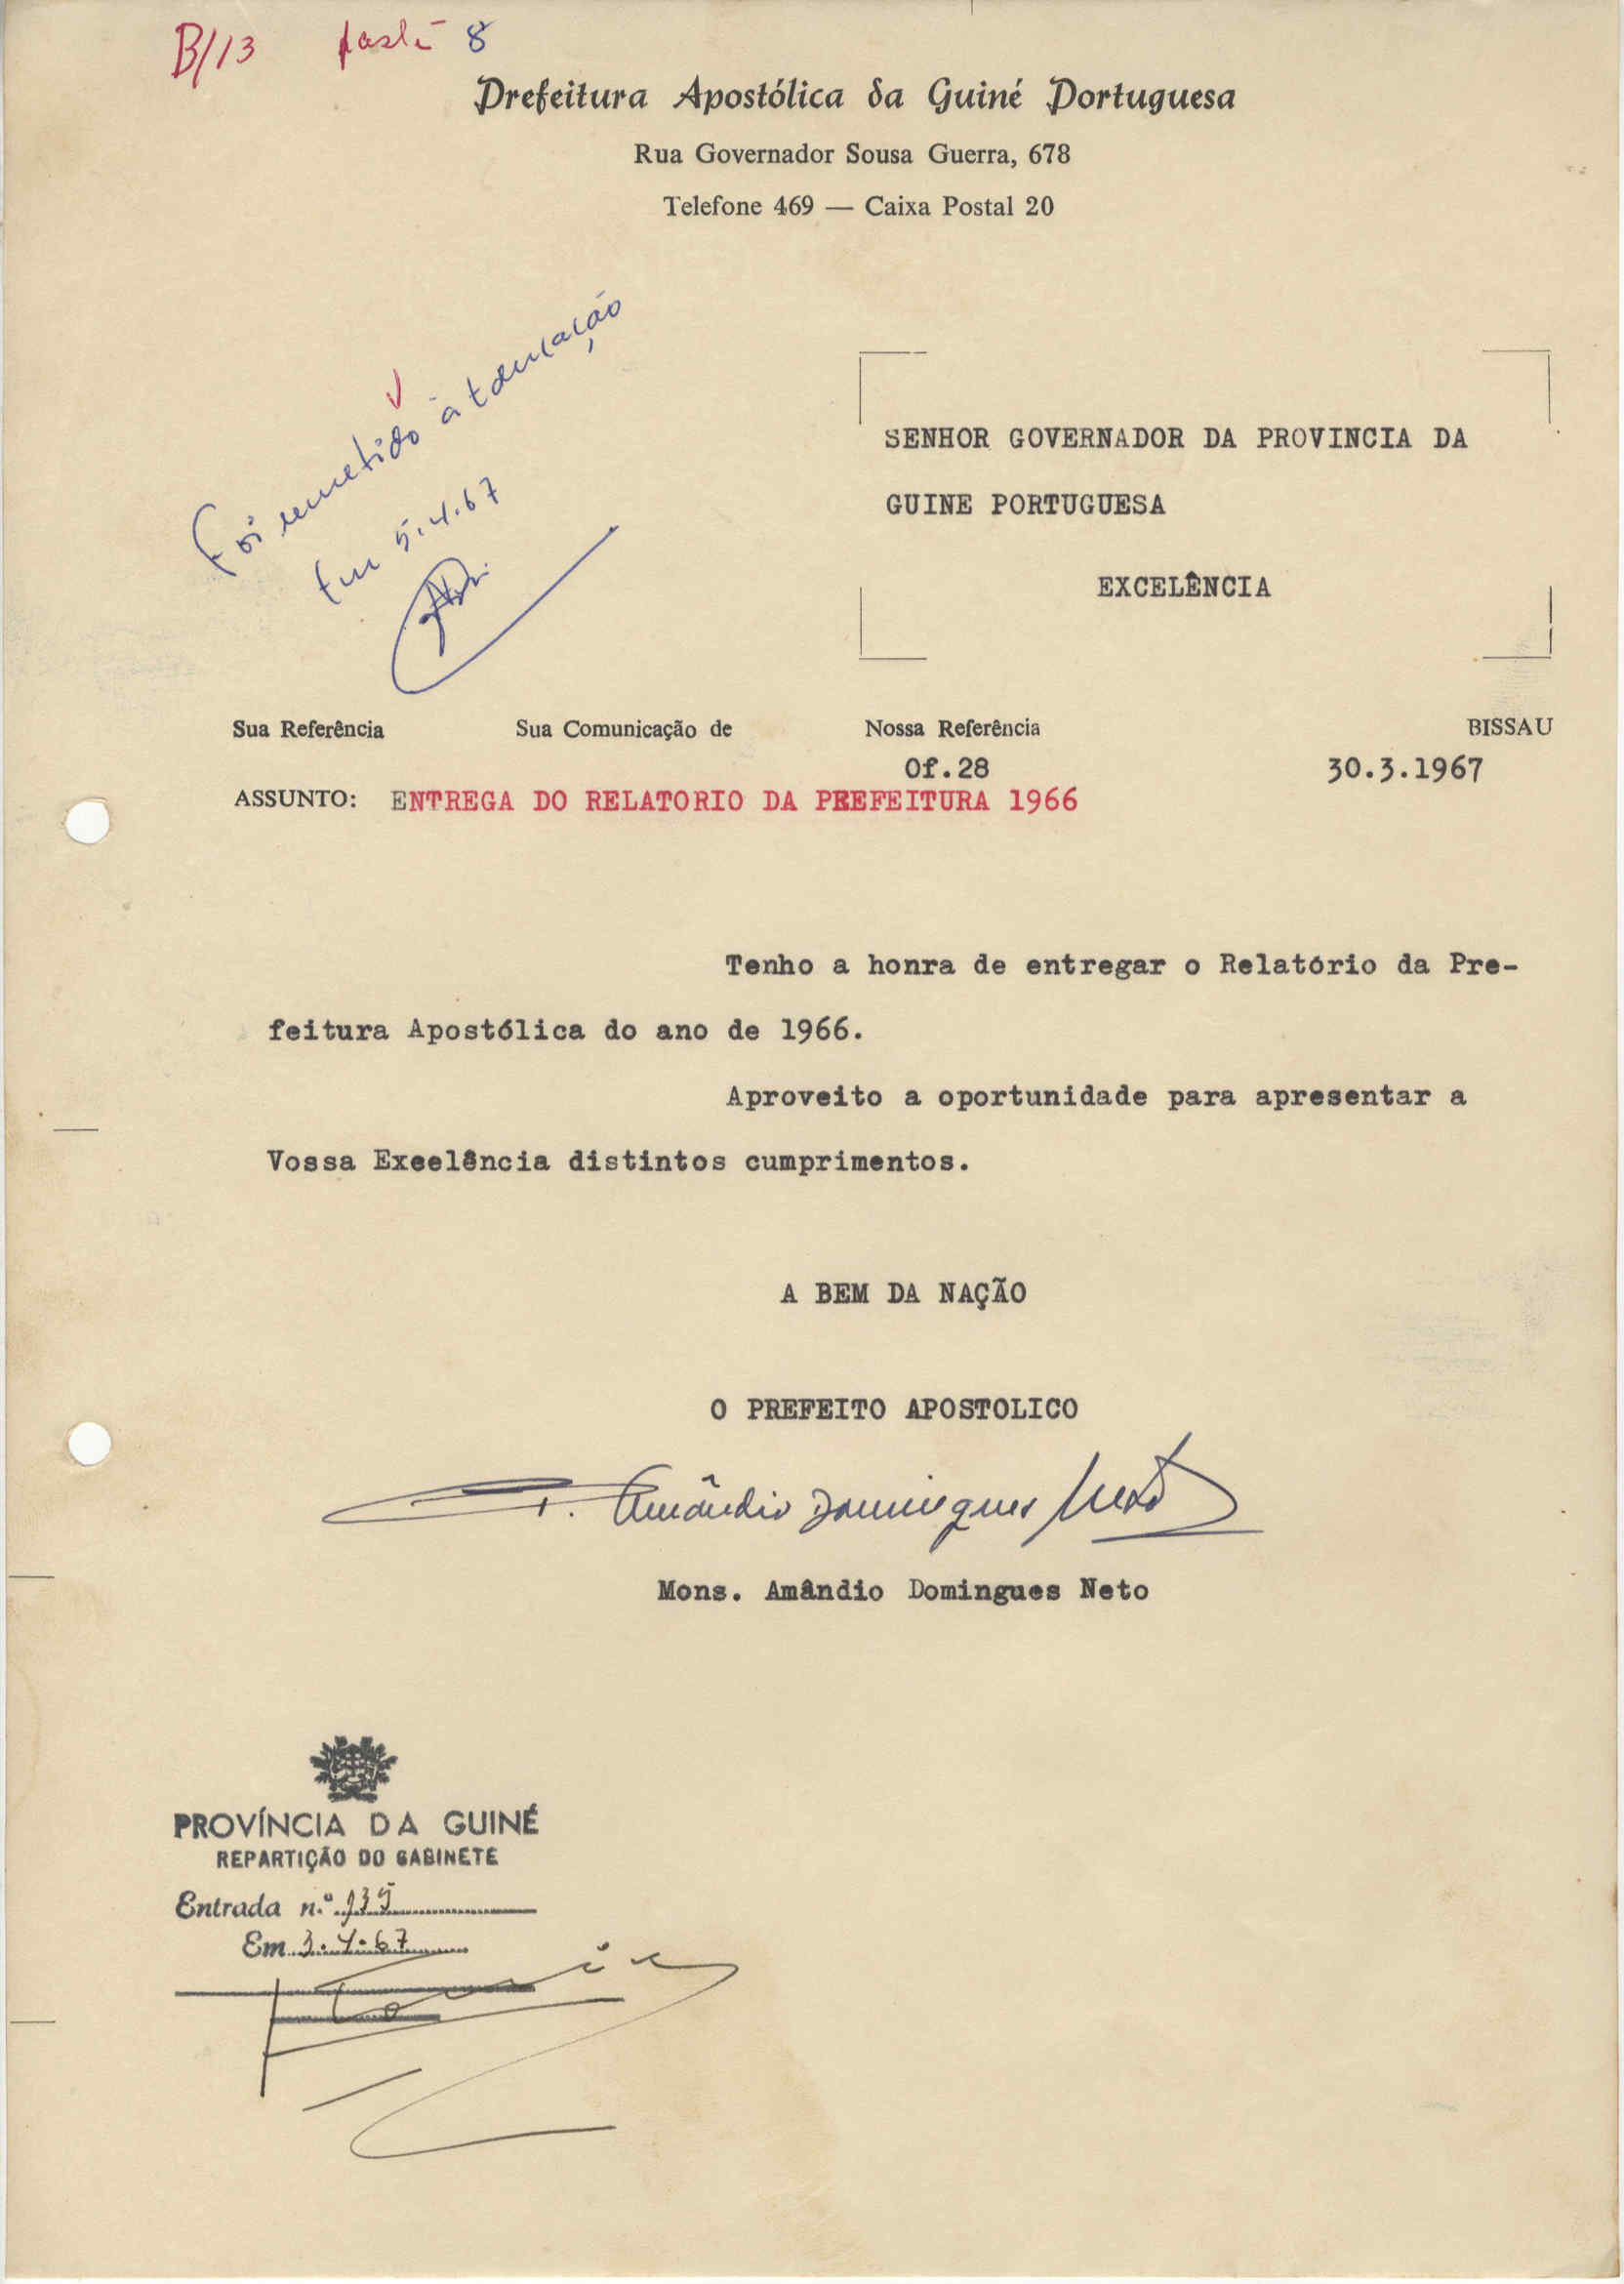 B/13 pasta 8
Prefeitura Apostólica da Guiné Portuguesa
Rua Governador Sousa Guerra, 678
Telefone 469 — Caixa Postal 20
Foi remetido à Educação
Em 5.4.67
SENHOR GOVERNADOR DA PROVINCIA DA
GUINE PORTUGUESA
EXCELÊNCIA
Sua Referência Sua Comunicação de Nossa Referência BISSAU
Of.28 30.3.1967
ASSUNTO: ENTREGA DO RELATORIO DA PREFEITURA 1966
Tenho a honra de entregar o Relatório da Pre-
feitura Apostólica do ano de 1966.
Aproveito a oportunidade para apresentar a
Vossa Exeelência distintos cumprimentos.
A BEM DA NAÇÃO
O PREFEITO APOSTOLICO
Amândio Domingues Neto
Mons. Amândio Domingues Neto
PROVÍNCIA DA GUINÉ
REPARTIÇÃO DO GABINETE
Entrada n.º 135
Em 3.4.67